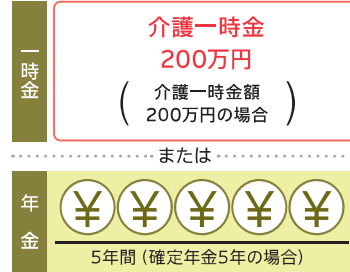 一時金
介護一時金
200万円
(介護一時金額
200万円の場合)
または
年金
¥ ¥ ¥ ¥ ¥
5年間(確定年金5年の場合)